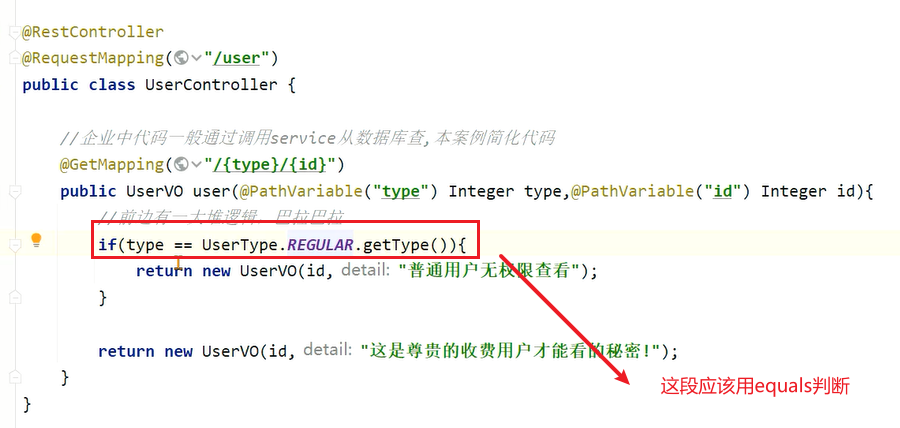 @RestController
@RequestMapping("/user")
public class UserController {
//企业中代码一般通过调用service从数据库查,本案例简化代码
@GetMapping("/{type}/{id}")
public UserVO user(@PathVariable("type") Integer type,@PathVariable("id") Integer id){
//前边有一大堆逻辑，巴拉巴拉
if(type == UserType.REGULAR.getType()){
return new UserVO(id, detail: "普通用户无权限查看");
}
return new UserVO(id, detail: "这是尊贵的收费用户才能看的秘密!");
}
}
这段应该用equals判断